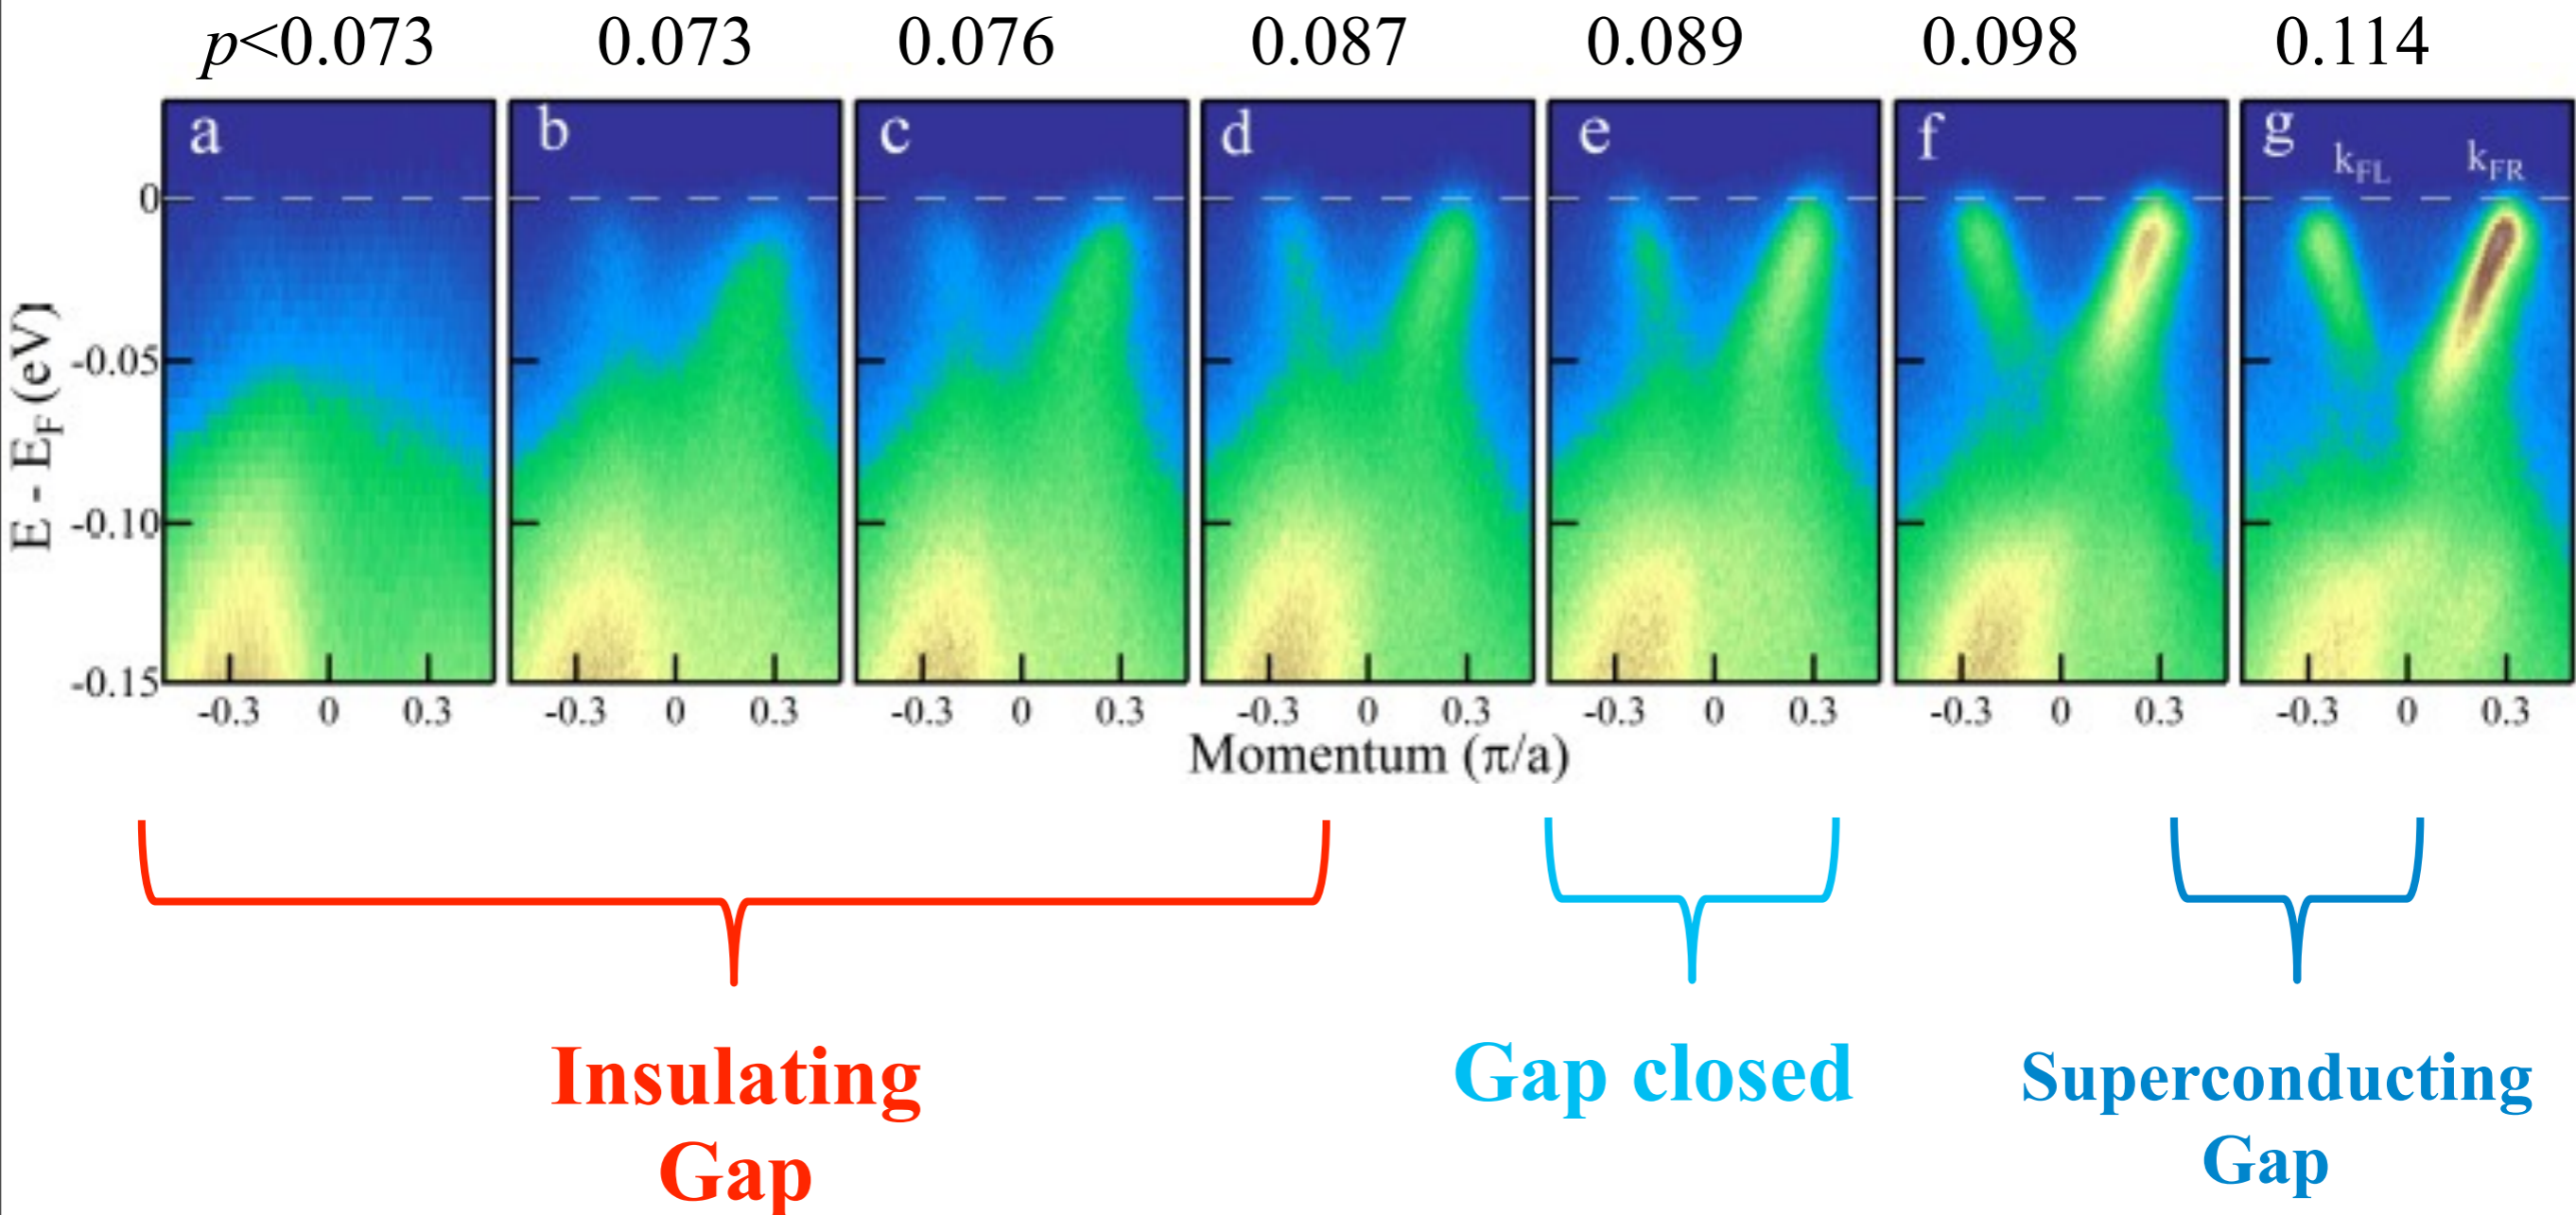 p<0.073 0.073 0.076 0.087 0.089 0.098 0.114
a b c d e f g
k_FL k_FR
0
-0.05
-0.10
-0.15
E - E_F (eV)
-0.3 0 0.3 -0.3 0 0.3 -0.3 0 0.3 -0.3 0 0.3 -0.3 0 0.3 -0.3 0 0.3 -0.3 0 0.3
Momentum (π/a)
Insulating
Gap
Gap closed
Superconducting
Gap